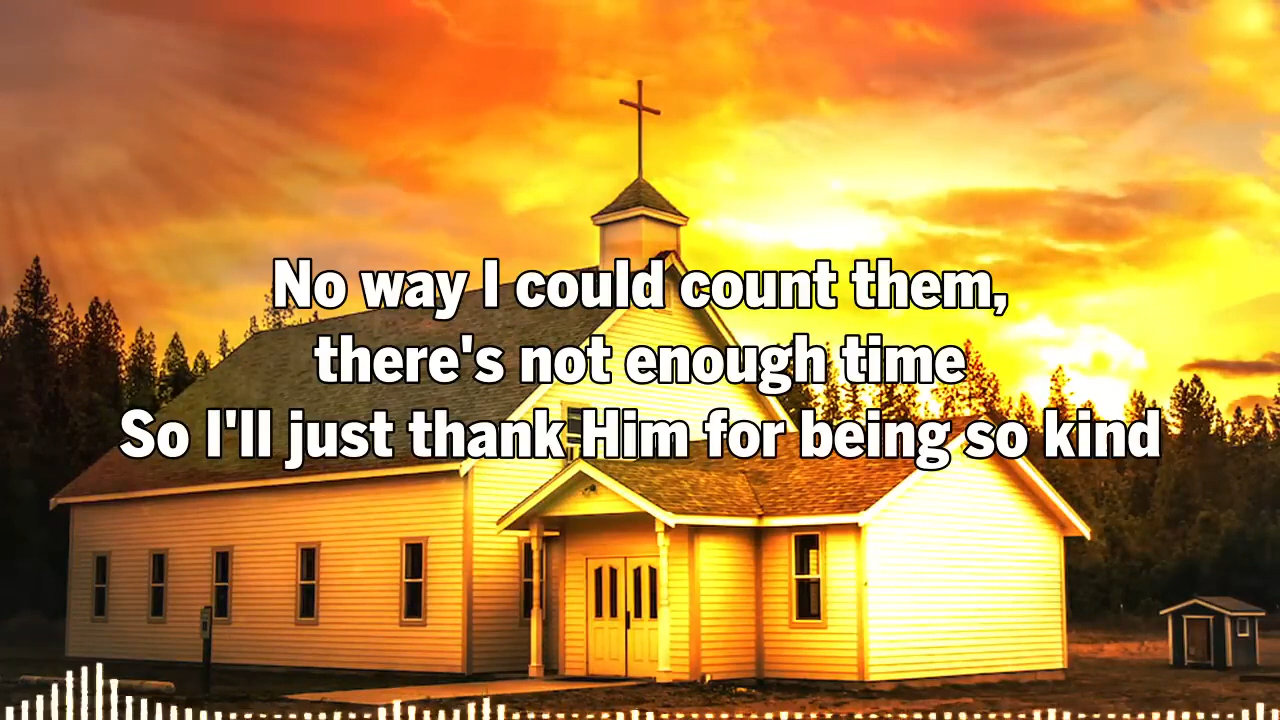 No way I could count them,
there's not enough time
So I'll just thank Him for being so kind